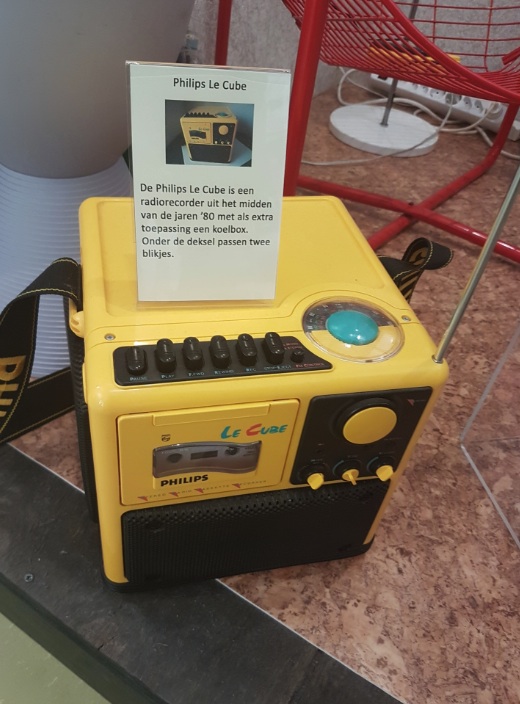 Philips Le Cube
De Philips Le Cube is een
radiorecorder uit het midden
van de jaren '80 met als extra
toepassing een koelbox.
Onder de deksel passen twee
blikjes.
LE CUBE
PHILIPS